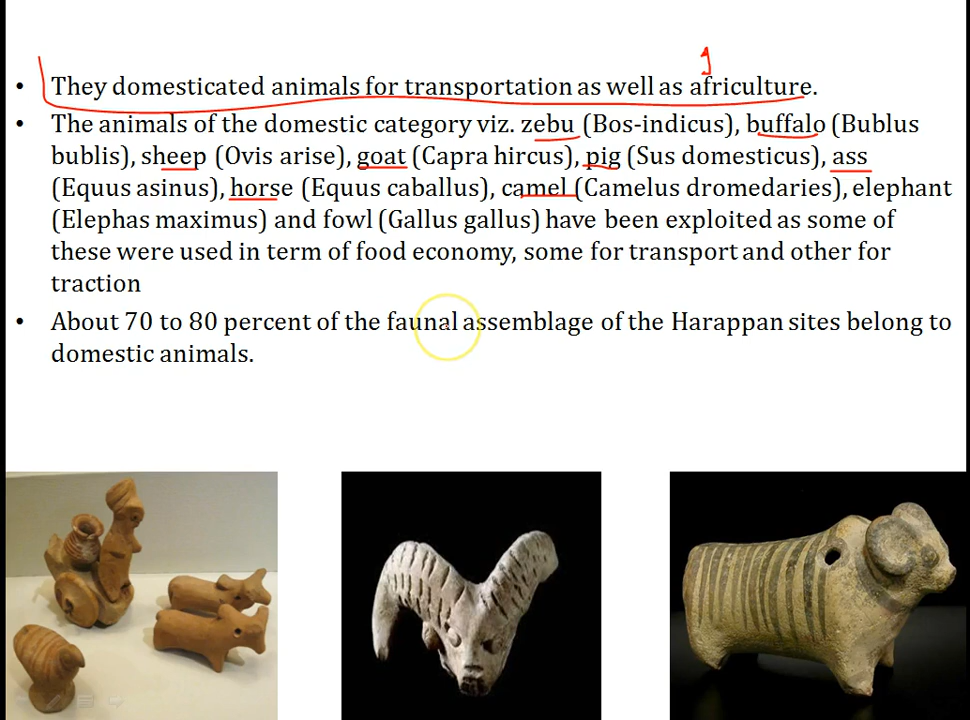 g
• They domesticated animals for transportation as well as africulture.
• The animals of the domestic category viz. zebu (Bos-indicus), buffalo (Bublus
bublis), sheep (Ovis arise), goat (Capra hircus), pig (Sus domesticus), ass
(Equus asinus), horse (Equus caballus), camel (Camelus dromedaries), elephant
(Elephas maximus) and fowl (Gallus gallus) have been exploited as some of
these were used in term of food economy, some for transport and other for
traction
• About 70 to 80 percent of the faunal assemblage of the Harappan sites belong to
domestic animals.